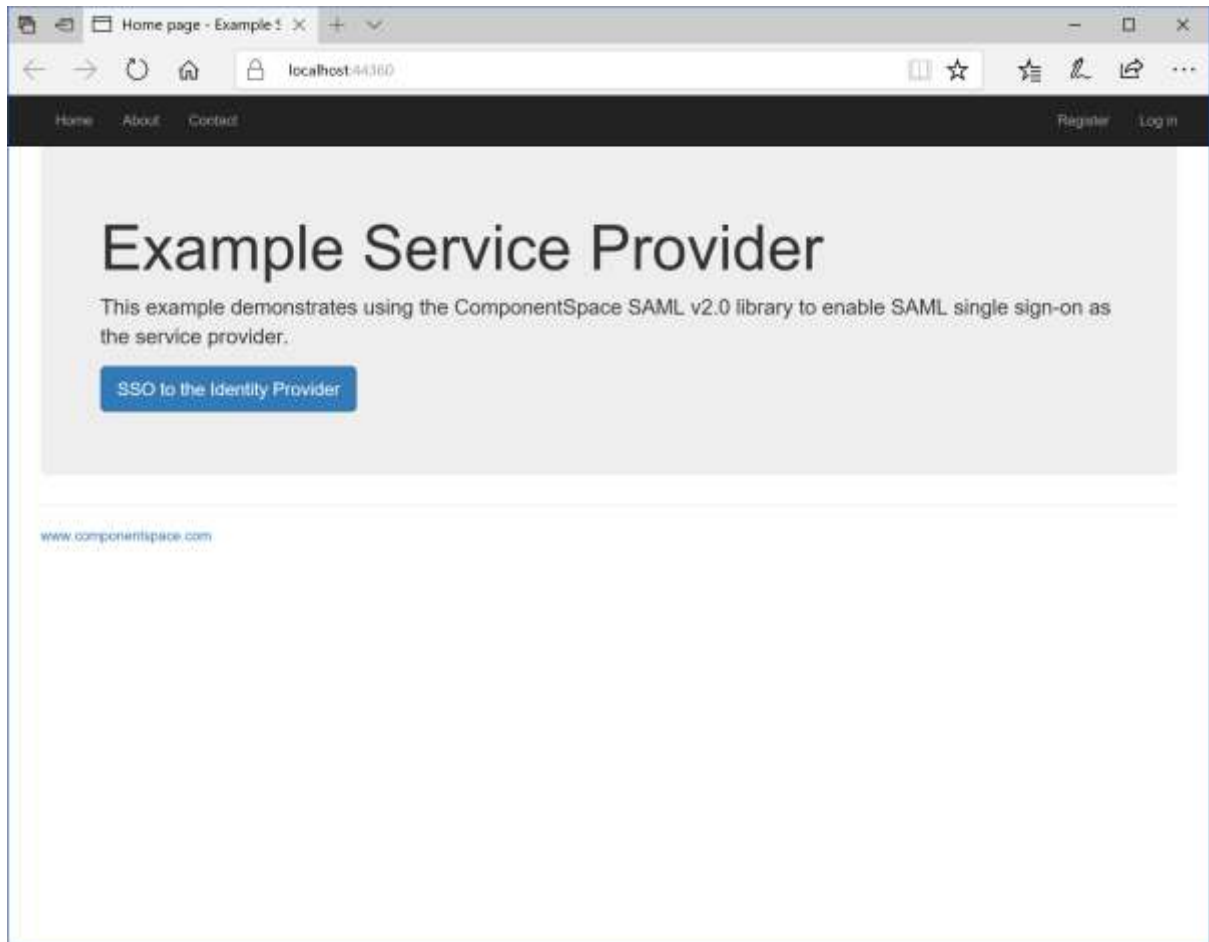 Home page - Example S
localhost:44360
Home About Contact Register Log in
Example Service Provider
This example demonstrates using the ComponentSpace SAML v2.0 library to enable SAML single sign-on as
the service provider.
SSO to the Identity Provider
www.componentspace.com